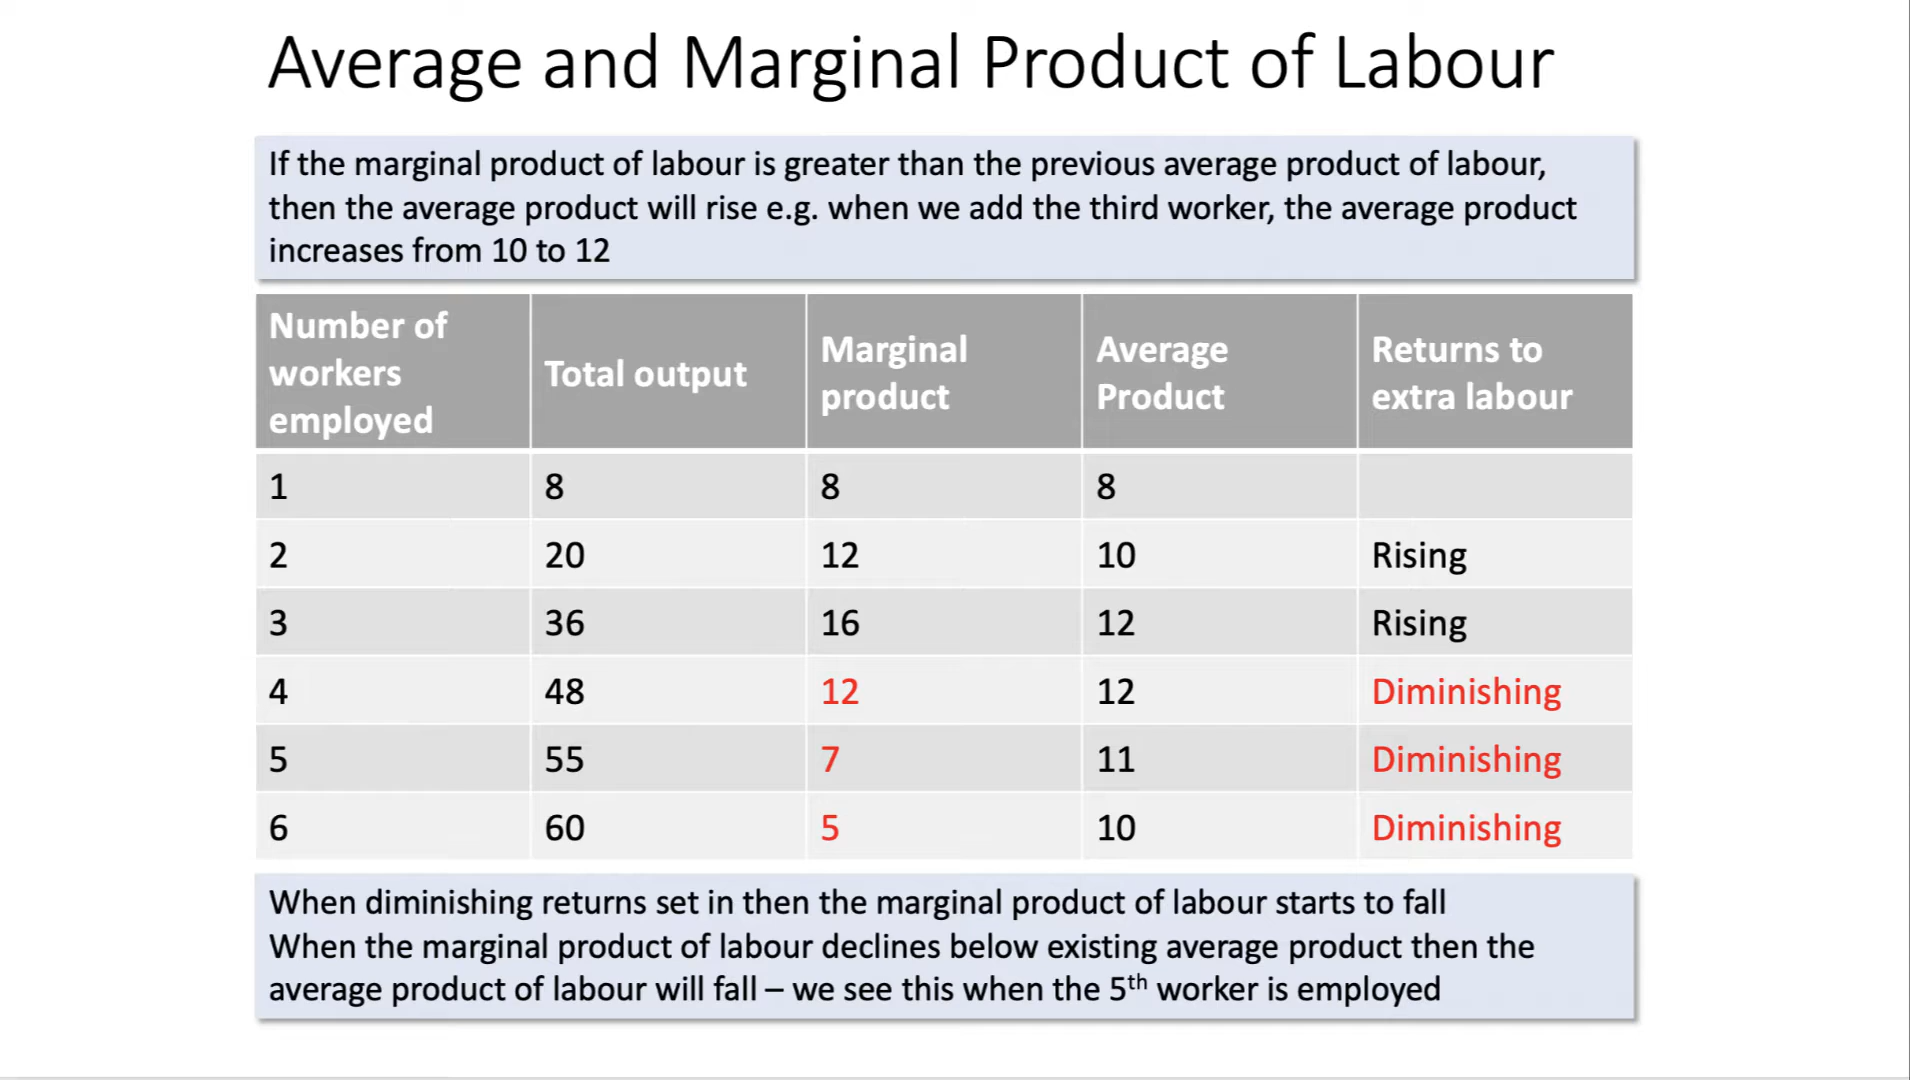 Average and Marginal Product of Labour
If the marginal product of labour is greater than the previous average product of labour,
then the average product will rise e.g. when we add the third worker, the average product
increases from 10 to 12
Number of workers employed | Total output | Marginal product | Average Product | Returns to extra labour
1 8 8 8
2 20 12 10 Rising
3 36 16 12 Rising
4 48 12 12 Diminishing
5 55 7 11 Diminishing
6 60 5 10 Diminishing
When diminishing returns set in then the marginal product of labour starts to fall
When the marginal product of labour declines below existing average product then the
average product of labour will fall – we see this when the 5th worker is employed